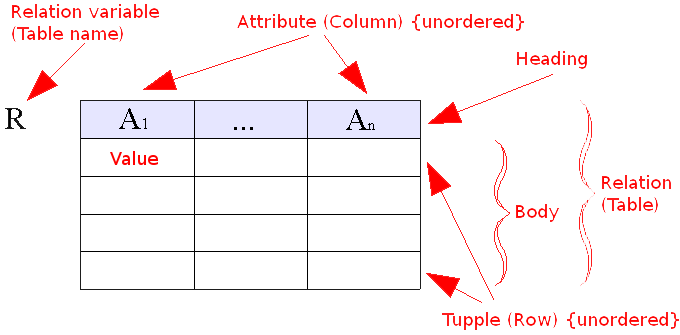 Relation variable
(Table name)
Attribute (Column) {unordered}
Heading
R
A1
...
An
Value
Relation
(Table)
Body
Tupple (Row) {unordered}